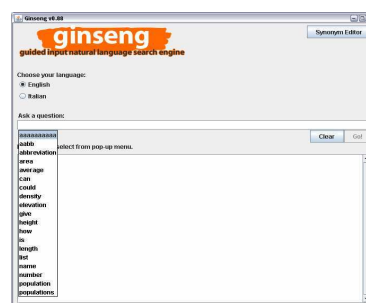 Ginseng v0.88
ginseng
guided input natural language search engine
Synonym Editor
Choose your language:
English
Italian
Ask a question:
Clear
Go!
select from pop-up menu.
aaaaaaaaaa
aabb
abbreviation
area
average
can
could
density
elevation
give
height
how
is
length
list
name
number
population
populations